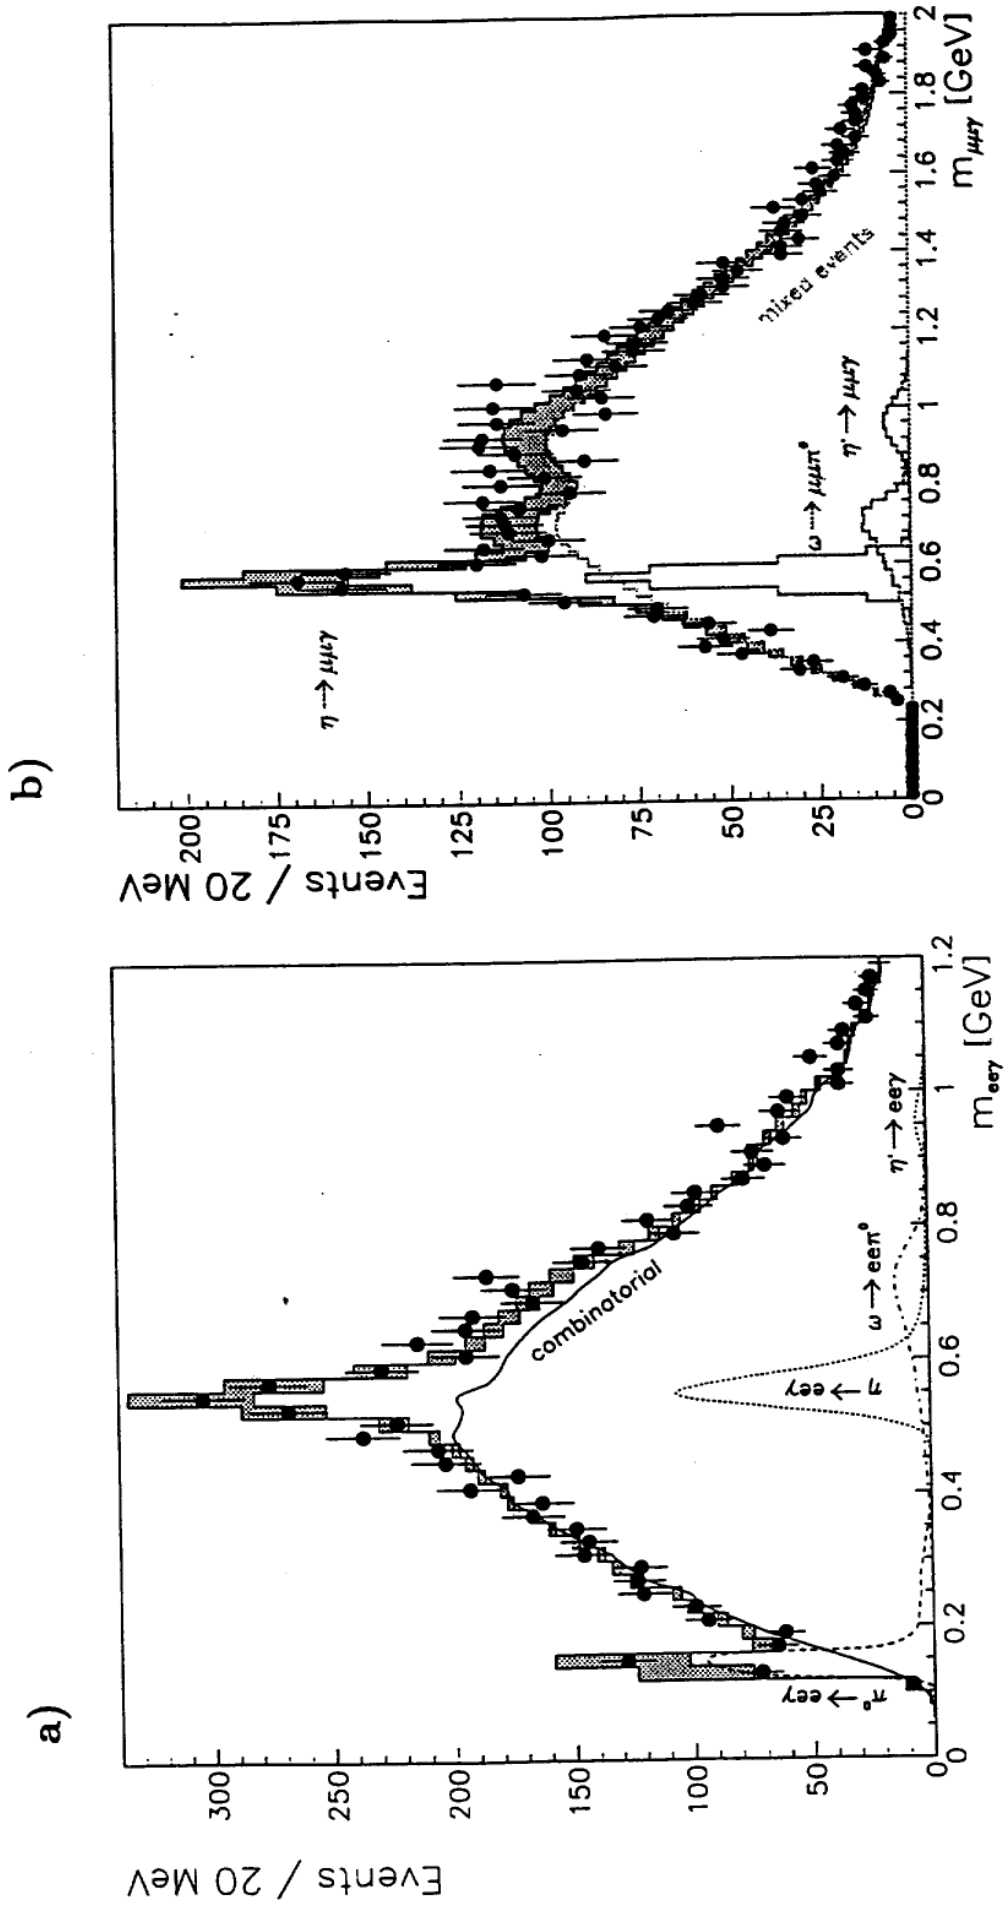 a)
Events / 20 MeV
300
250
200
150
100
50
0
π° → eeγ
η → eeγ
ω → eeπ°
η' → eeγ
combinatorial
0 0.2 0.4 0.6 0.8 1 1.2
m_eeγ [GeV]
b)
Events / 20 MeV
200
175
150
125
100
75
50
25
0
η → μμγ
ω → μμπ°
η' → μμγ
mixed events
0 0.2 0.4 0.6 0.8 1 1.2 1.4 1.6 1.8 2
m_μμγ [GeV]